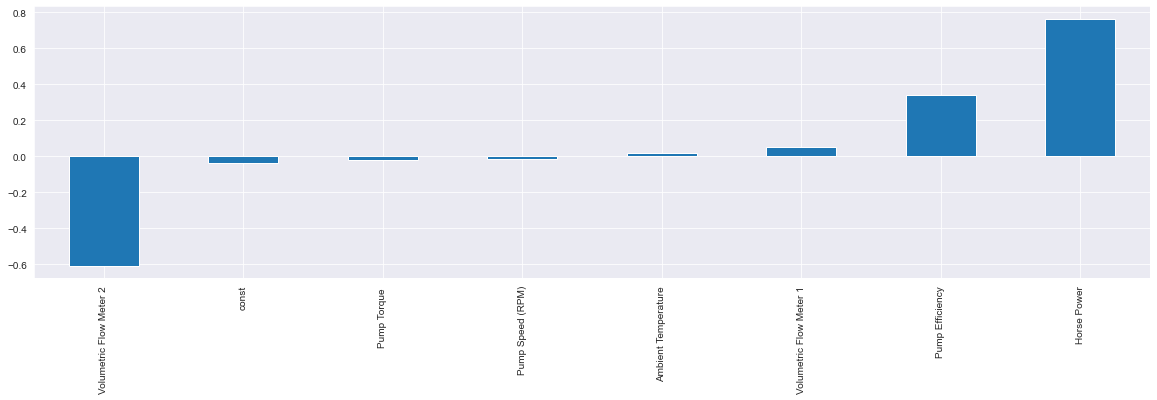 0.8
0.6
0.4
0.2
0.0
−0.2
−0.4
−0.6
Volumetric Flow Meter 2
const
Pump Torque
Pump Speed (RPM)
Ambient Temperature
Volumetric Flow Meter 1
Pump Efficiency
Horse Power